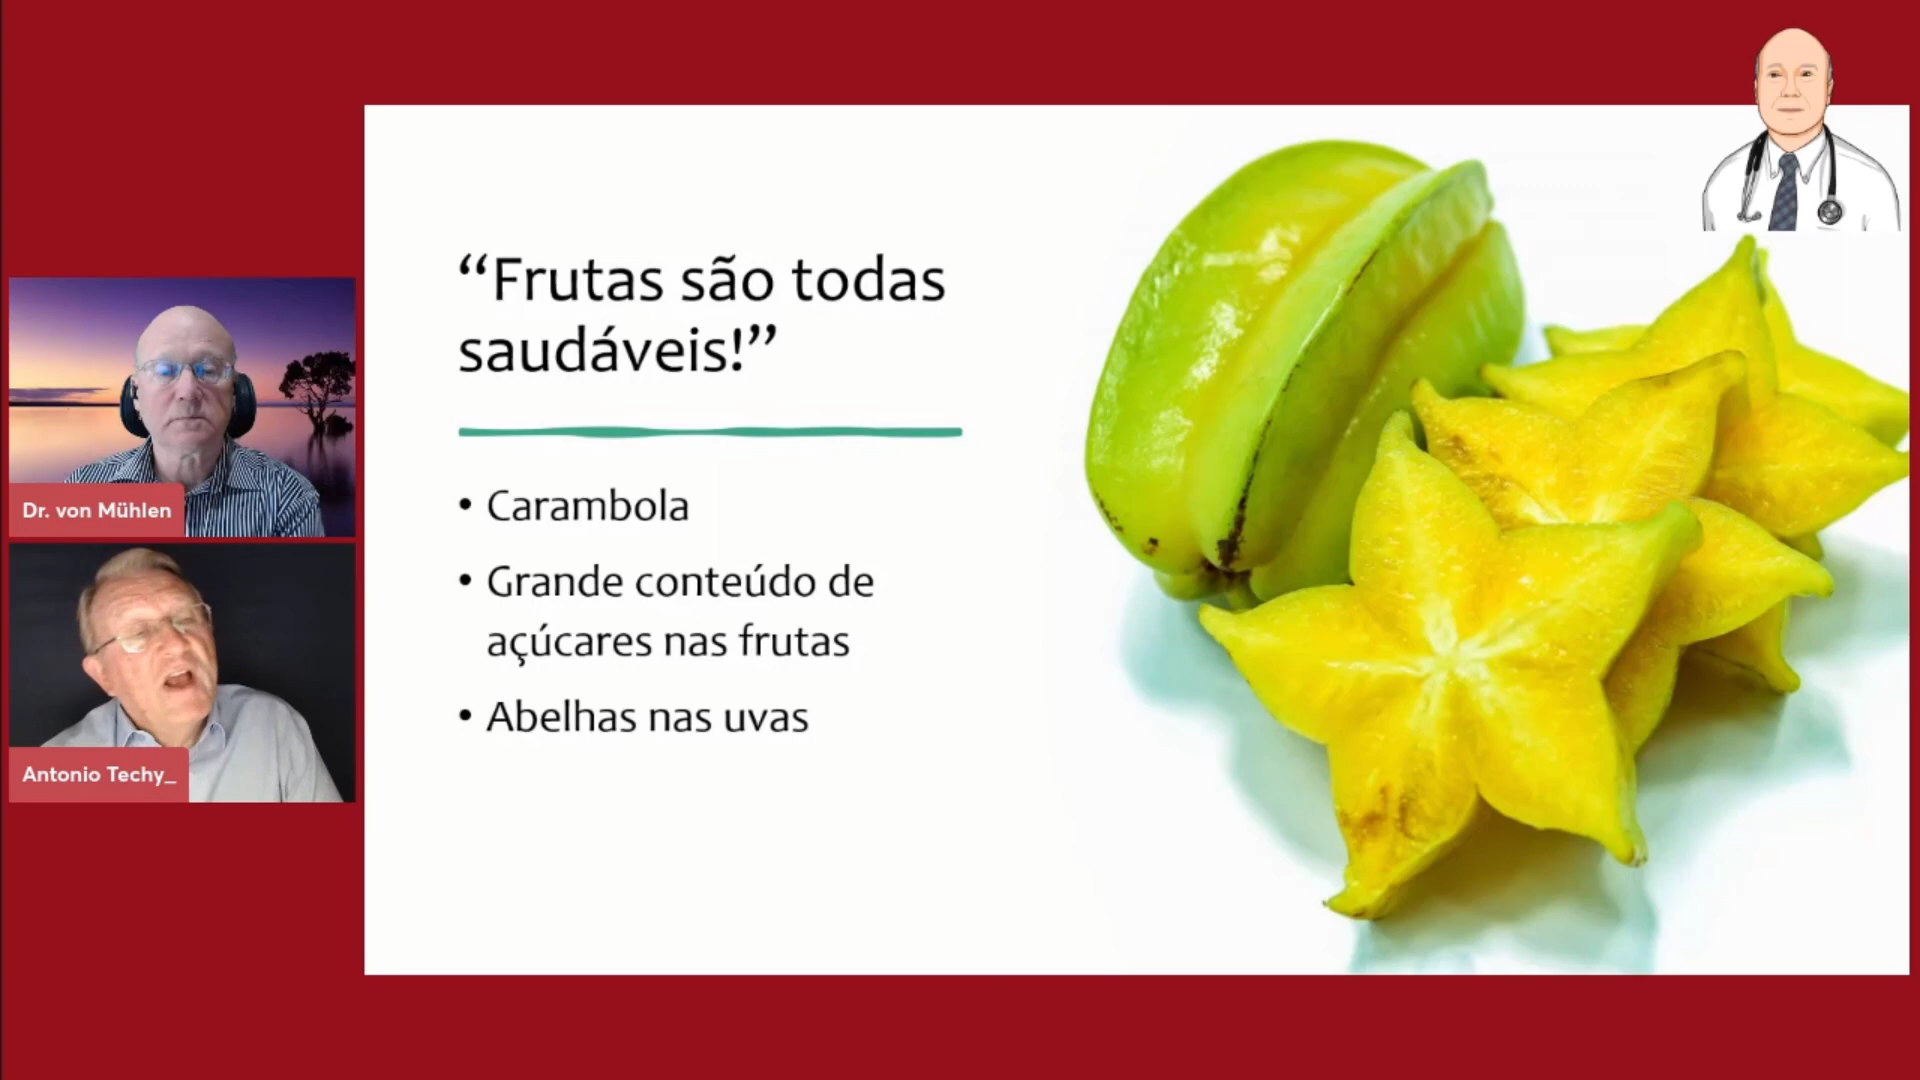 “Frutas são todas
saudáveis!”
• Carambola
• Grande conteúdo de
açúcares nas frutas
• Abelhas nas uvas
Dr. von Mühlen
Antonio Techy_